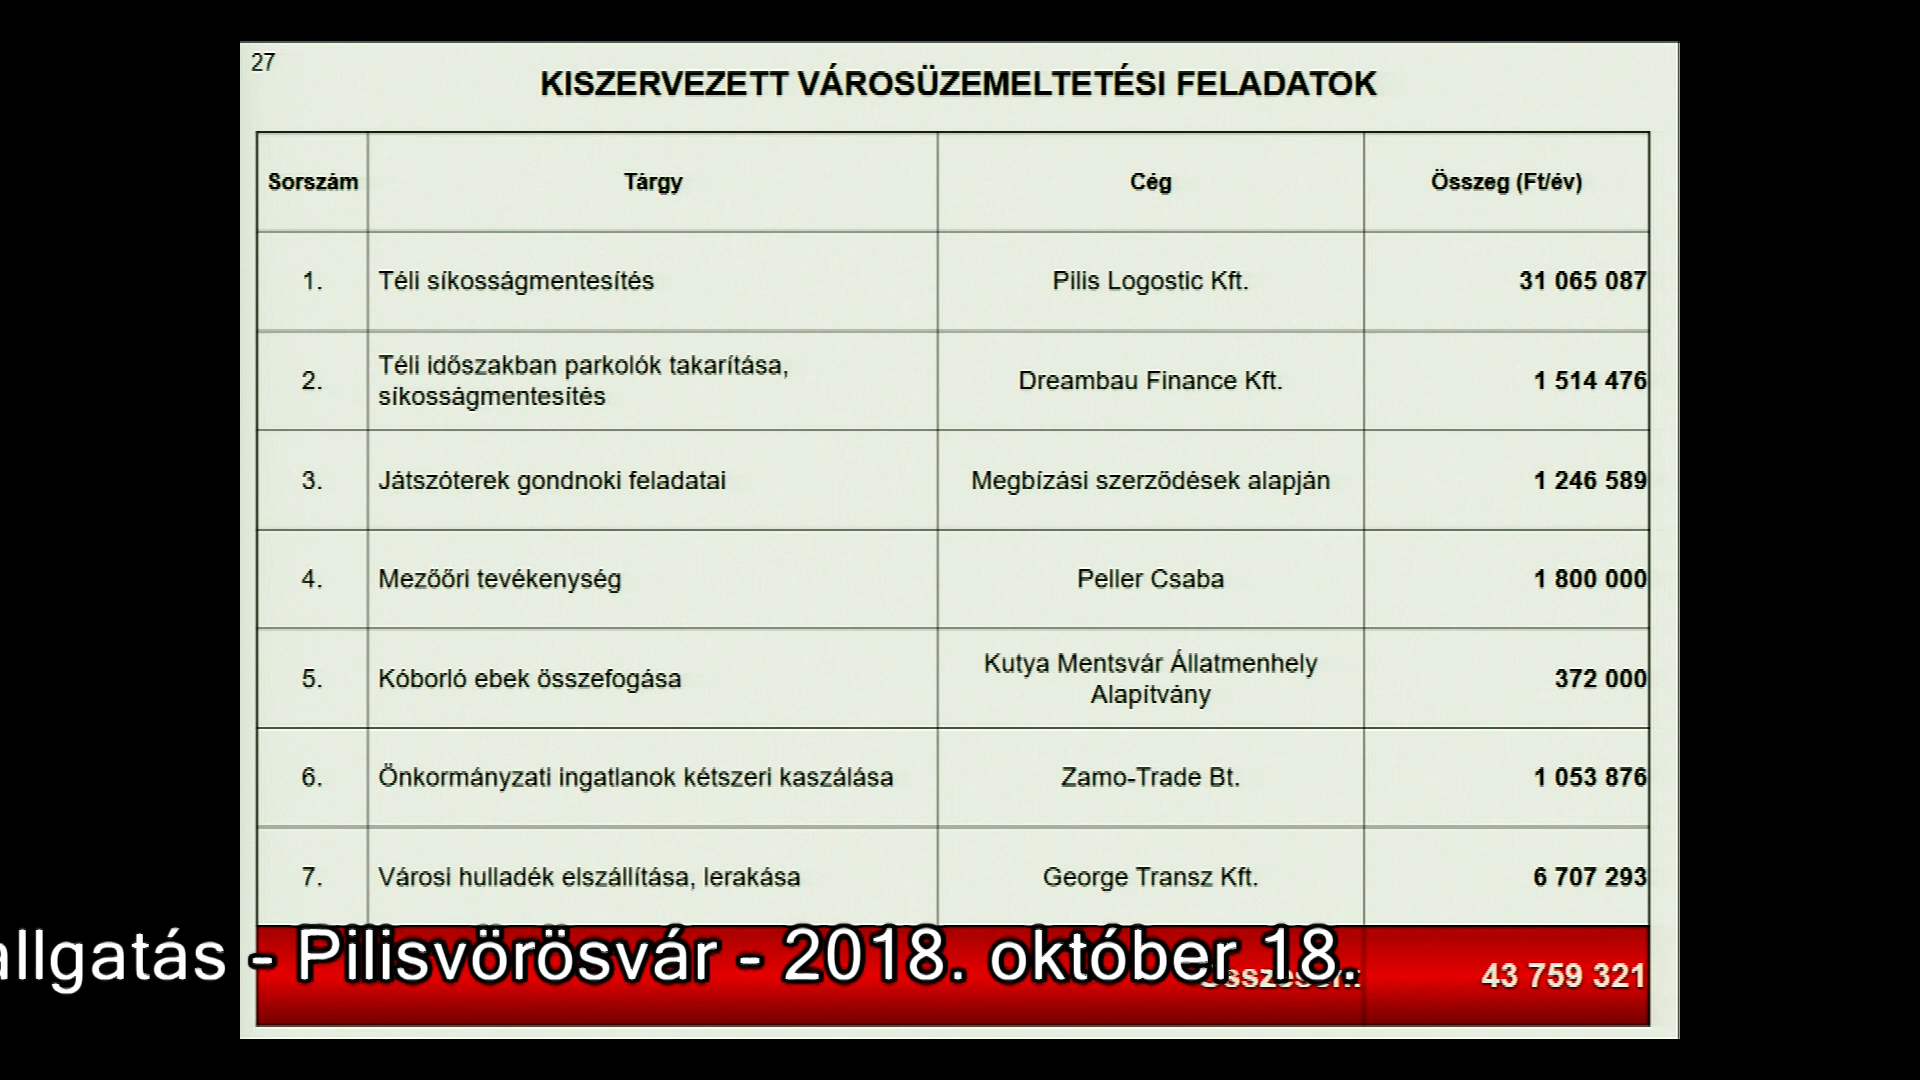 27
KISZERVEZETT VÁROSÜZEMELTETÉSI FELADATOK
Sorszám Tárgy Cég Összeg (Ft/év)
1. Téli síkosságmentesítés Pilis Logostic Kft. 31 065 087
2. Téli időszakban parkolók takarítása,
síkosságmentesítés Dreambau Finance Kft. 1 514 476
3. Játszóterek gondnoki feladatai Megbízási szerződések alapján 1 246 589
4. Mezőőri tevékenység Peller Csaba 1 800 000
5. Kóborló ebek összefogása Kutya Mentsvár Állatmenhely
Alapítvány 372 000
6. Önkormányzati ingatlanok kétszeri kaszálása Zamo-Trade Bt. 1 053 876
7. Városi hulladék elszállítása, lerakása George Transz Kft. 6 707 293
allgatás - Pilisvörösvár - 2018. október 18.
43 759 321